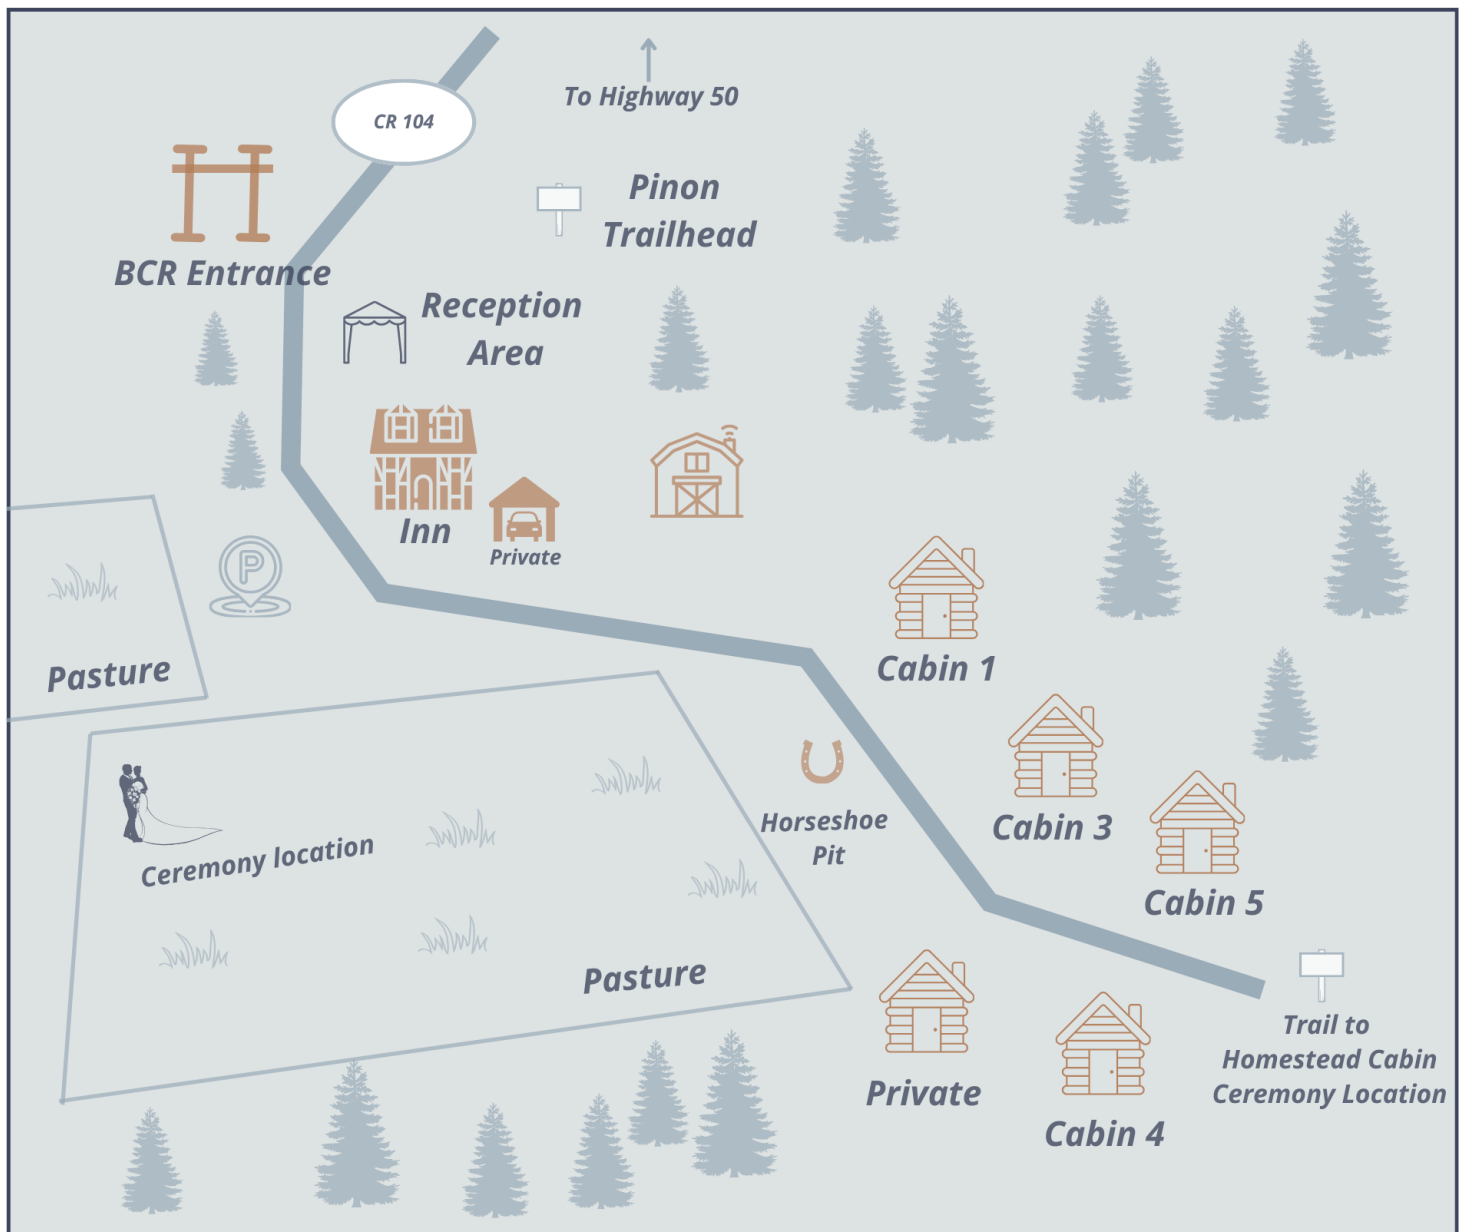 To Highway 50
CR 104
Pinon
Trailhead
BCR Entrance
Reception
Area
Inn
Private
P
Pasture
Cabin 1
Horseshoe
Pit
Cabin 3
Ceremony location
Cabin 5
Pasture
Private
Cabin 4
Trail to
Homestead Cabin
Ceremony Location